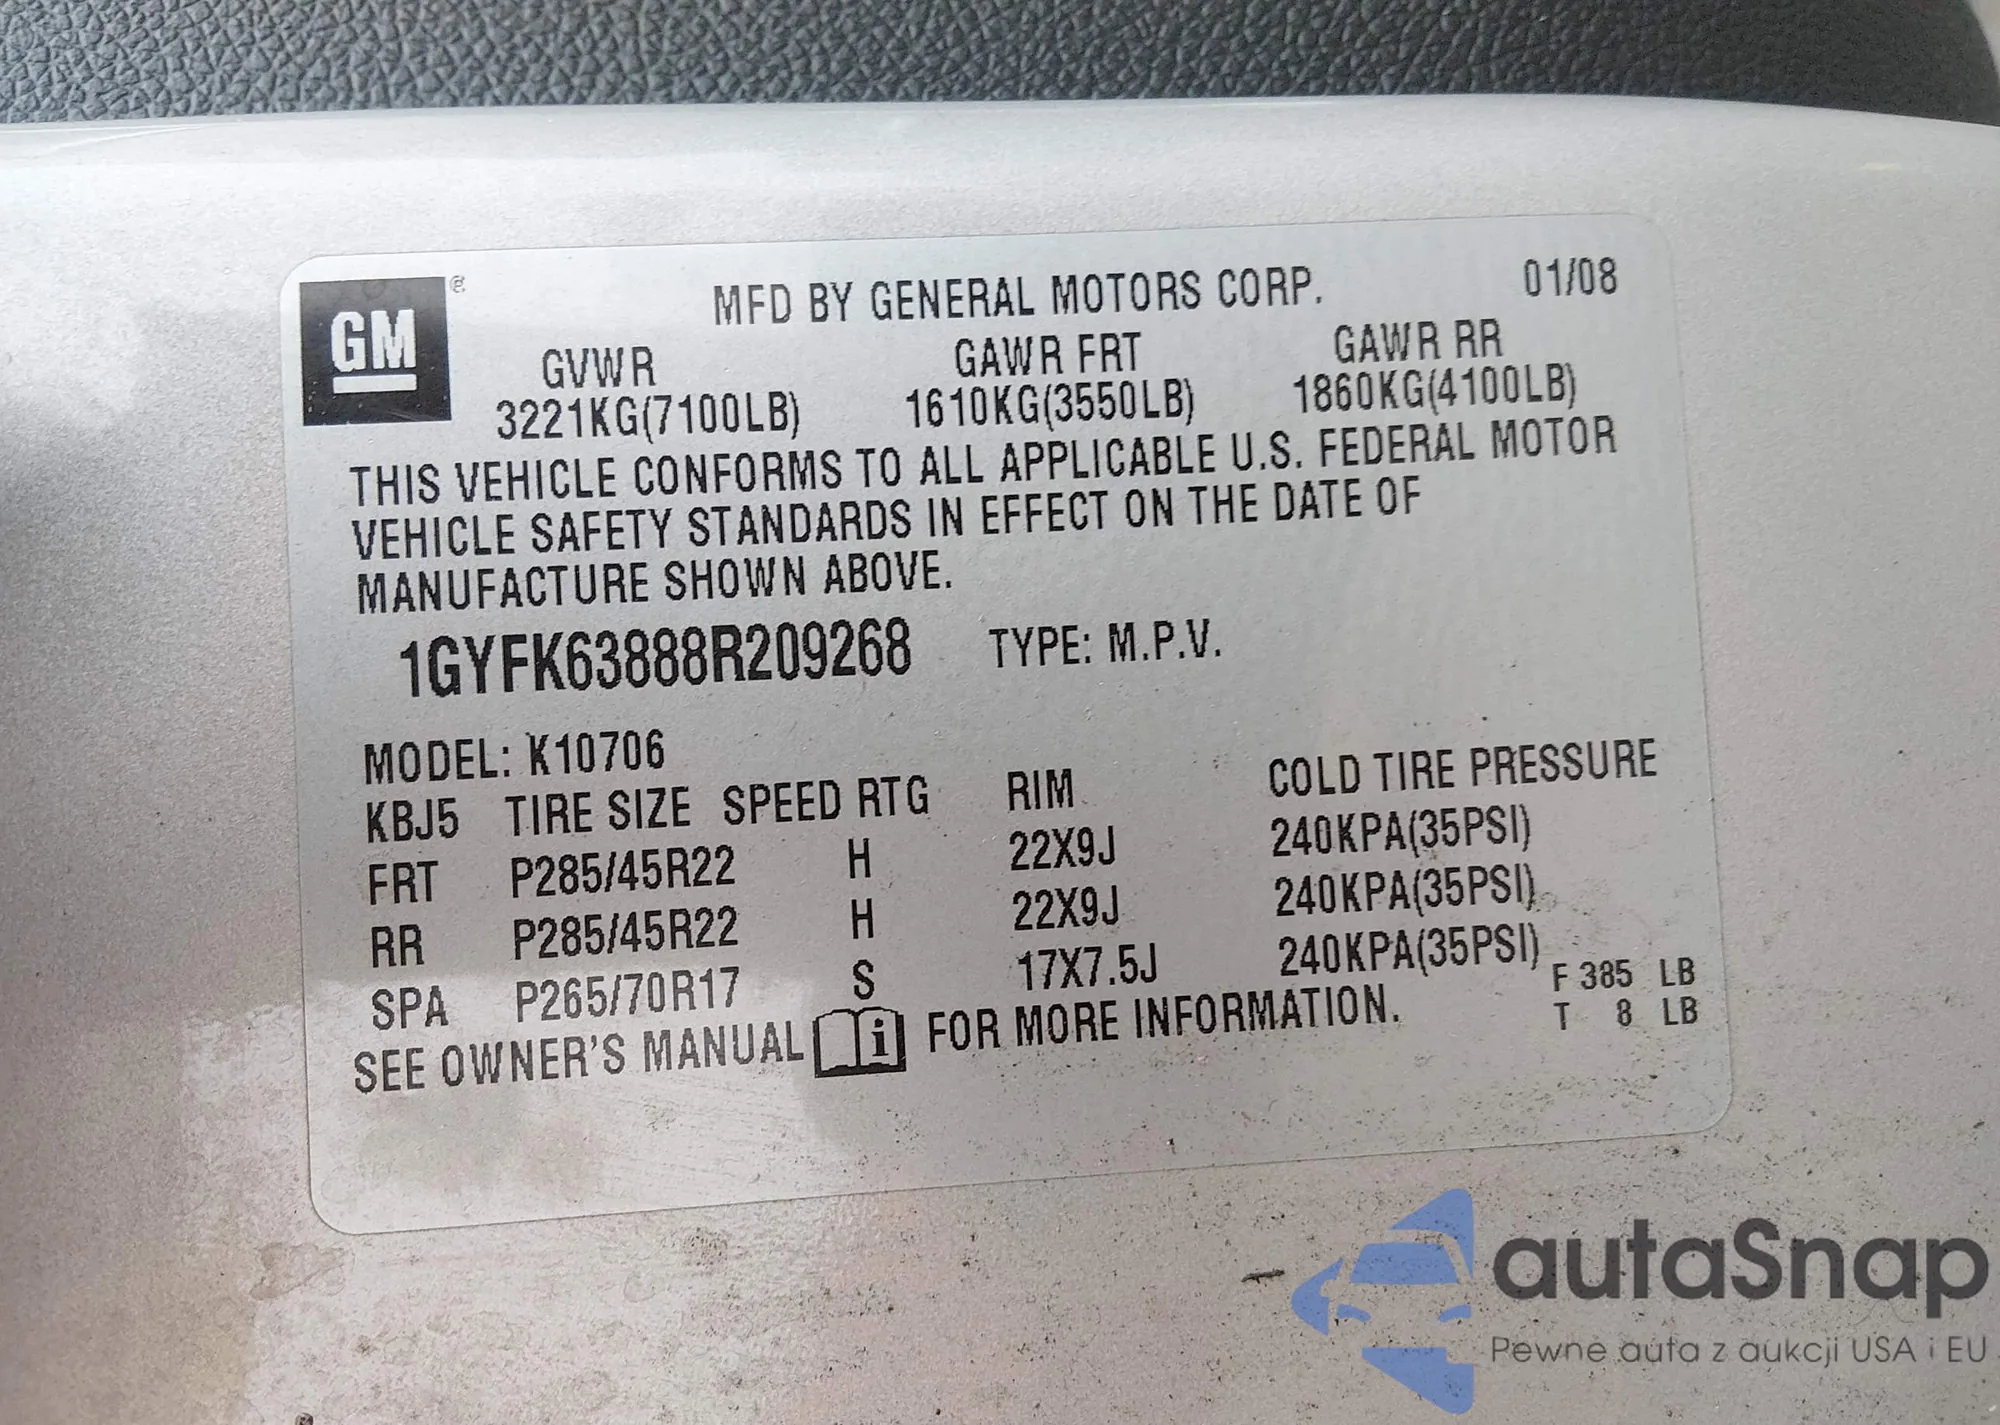 GM ®
MFD BY GENERAL MOTORS CORP. 01/08
GVWR GAWR FRT GAWR RR
3221KG(7100LB) 1610KG(3550LB) 1860KG(4100LB)
THIS VEHICLE CONFORMS TO ALL APPLICABLE U.S. FEDERAL MOTOR
VEHICLE SAFETY STANDARDS IN EFFECT ON THE DATE OF
MANUFACTURE SHOWN ABOVE.
1GYFK63888R209268 TYPE: M.P.V.
MODEL: K10706
KBJ5 TIRE SIZE SPEED RTG RIM COLD TIRE PRESSURE
FRT P285/45R22 H 22X9J 240KPA(35PSI)
RR P285/45R22 H 22X9J 240KPA(35PSI)
SPA P265/70R17 S 17X7.5J 240KPA(35PSI)
SEE OWNER'S MANUAL i FOR MORE INFORMATION.
F 385 LB
T 8 LB
autaSnap
Pewne auta z aukcji USA i EU